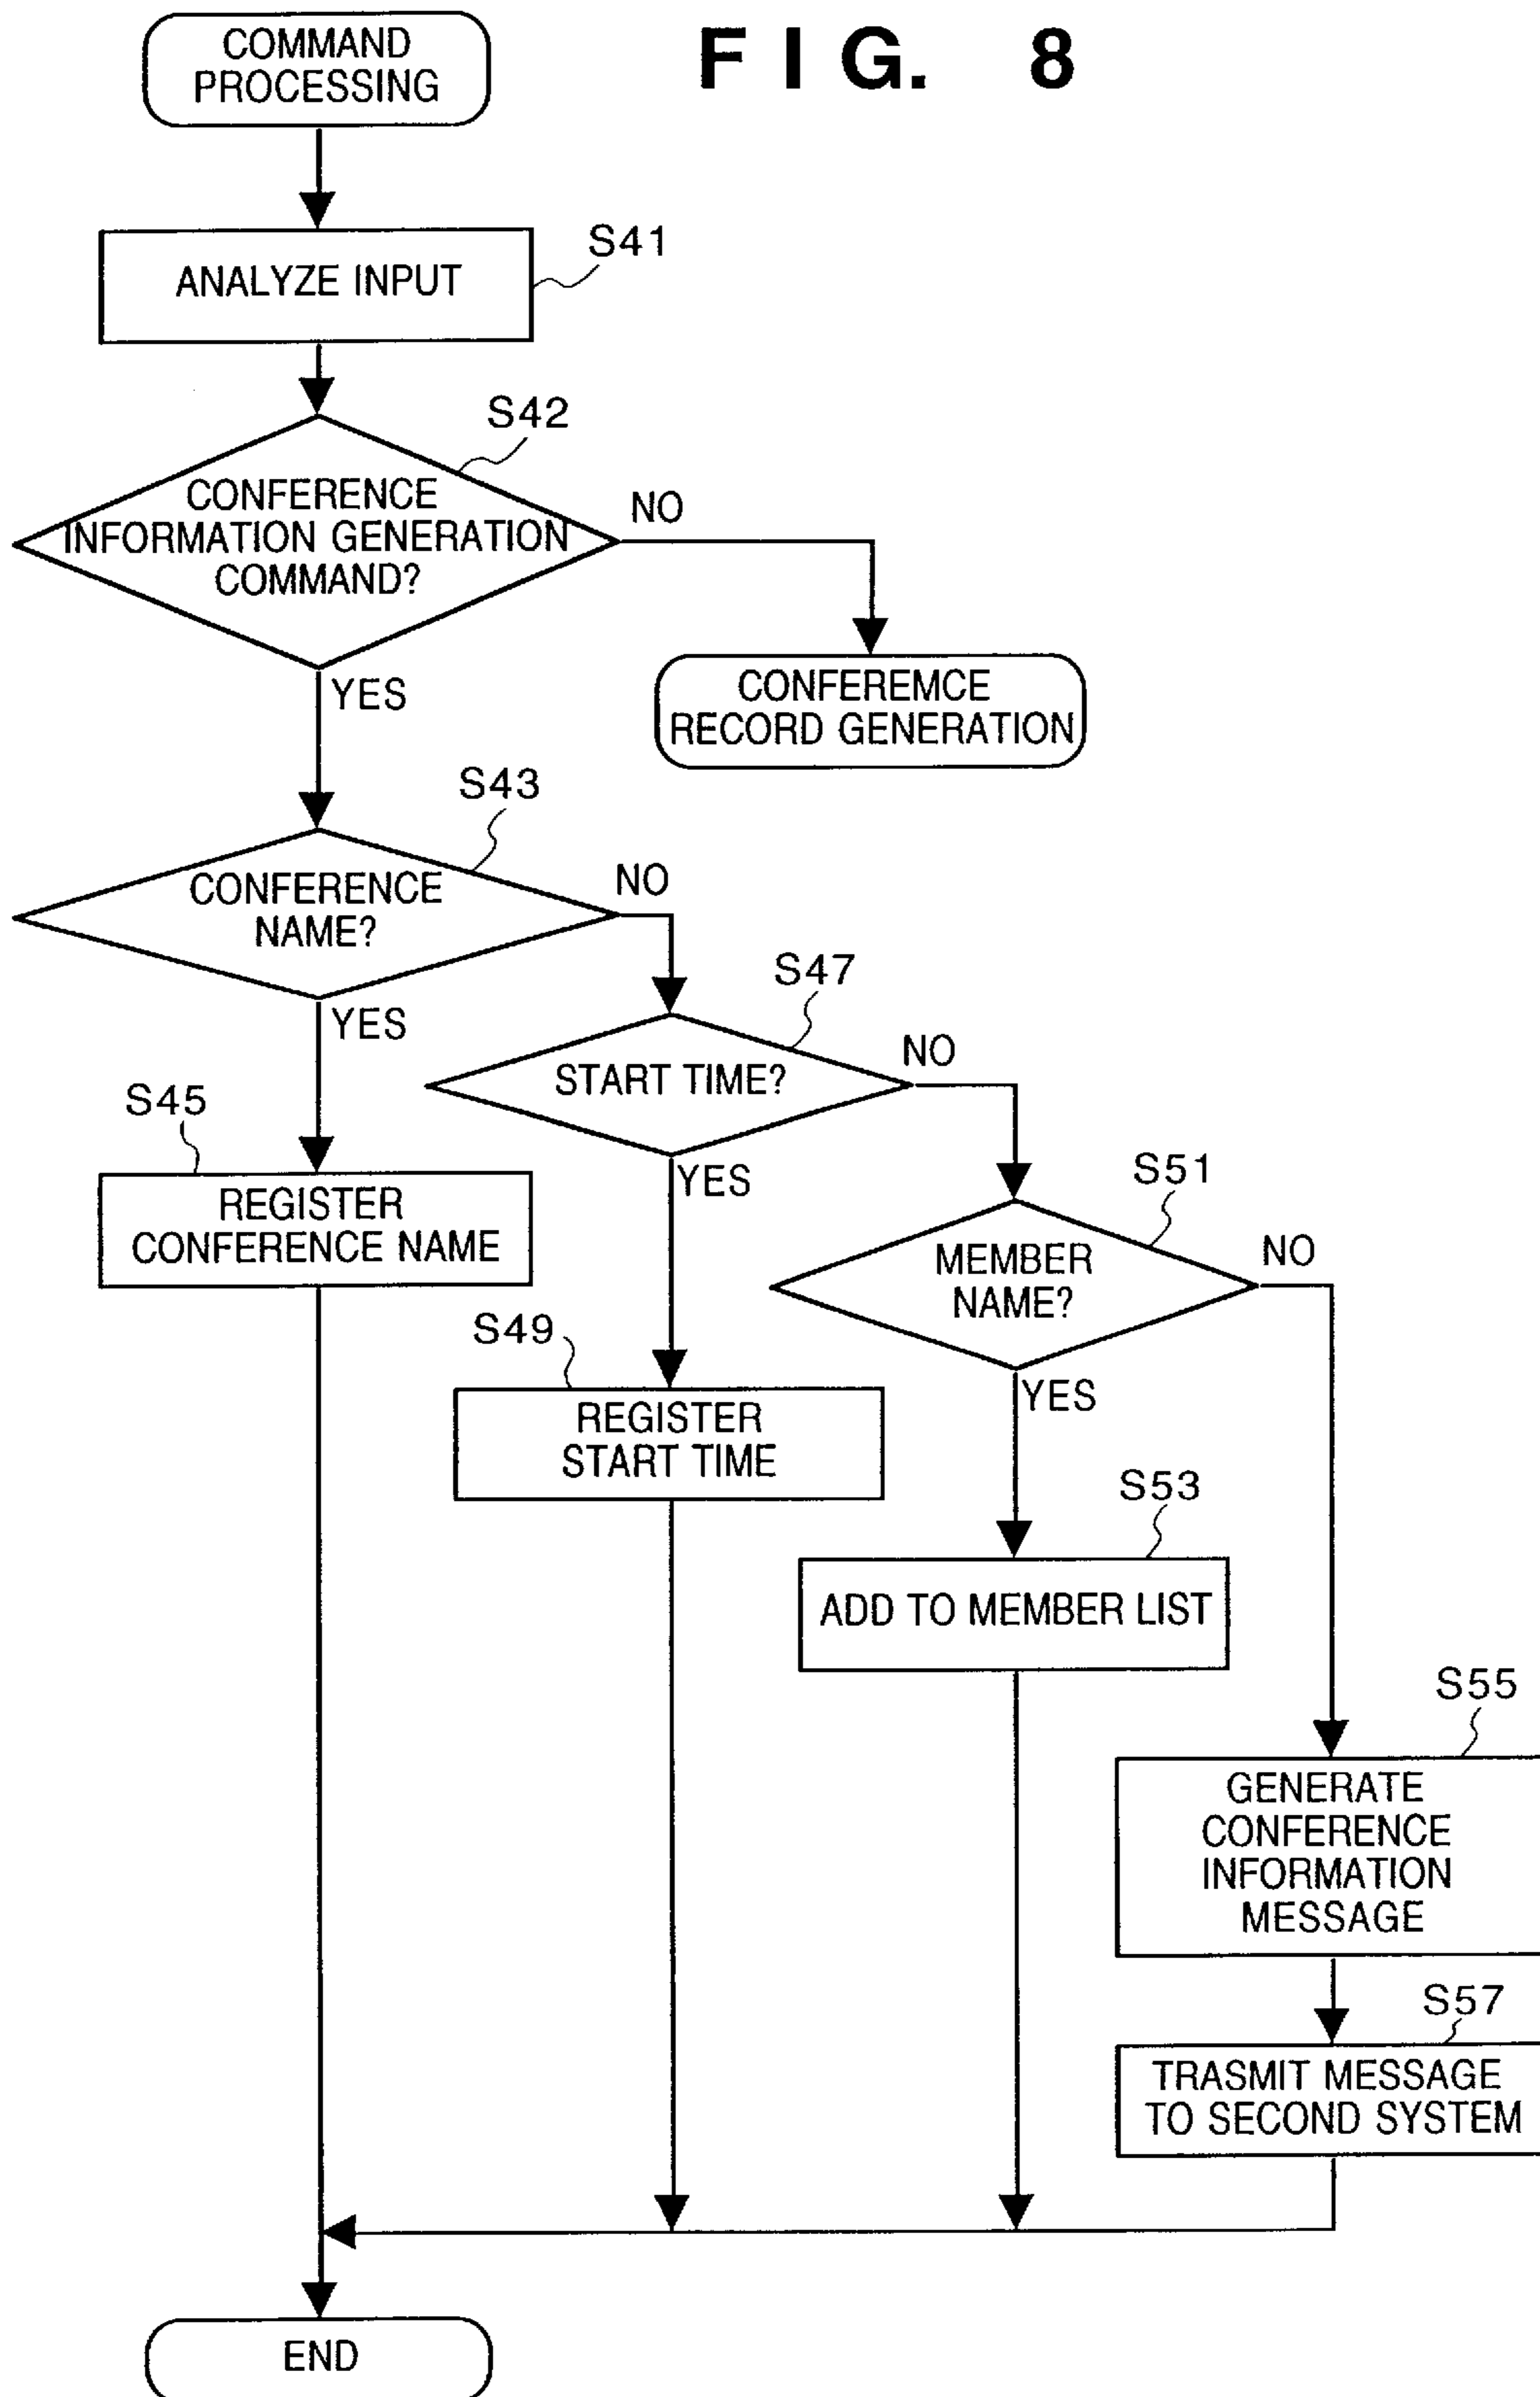 FIG. 8
COMMAND
PROCESSING
S41
ANALYZE INPUT
S42
CONFERENCE
INFORMATION GENERATION
COMMAND?
NO
YES
CONFEREMCE
RECORD GENERATION
S43
CONFERENCE
NAME?
NO
YES
S47
START TIME?
NO
YES
S45
REGISTER
CONFERENCE NAME
S51
MEMBER
NAME?
NO
YES
S49
REGISTER
START TIME
S53
ADD TO MEMBER LIST
S55
GENERATE
CONFERENCE
INFORMATION
MESSAGE
S57
TRASMIT MESSAGE
TO SECOND SYSTEM
END